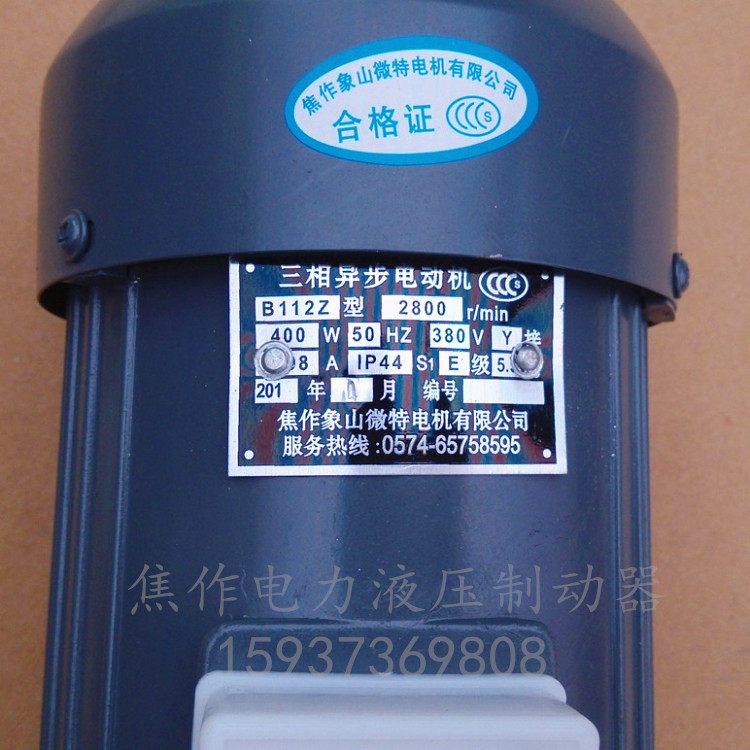 焦作象山微特电机有限公司
合格证 CCC S
三相异步电动机 CCC S
B112Z 型 2800 r/min
400 W 50 HZ 380 V Y 接
A IP44 S1 E 级
201 年 月 编号
焦作象山微特电机有限公司
服务热线:0574-65758595
焦作电力液压制动器
15937369808